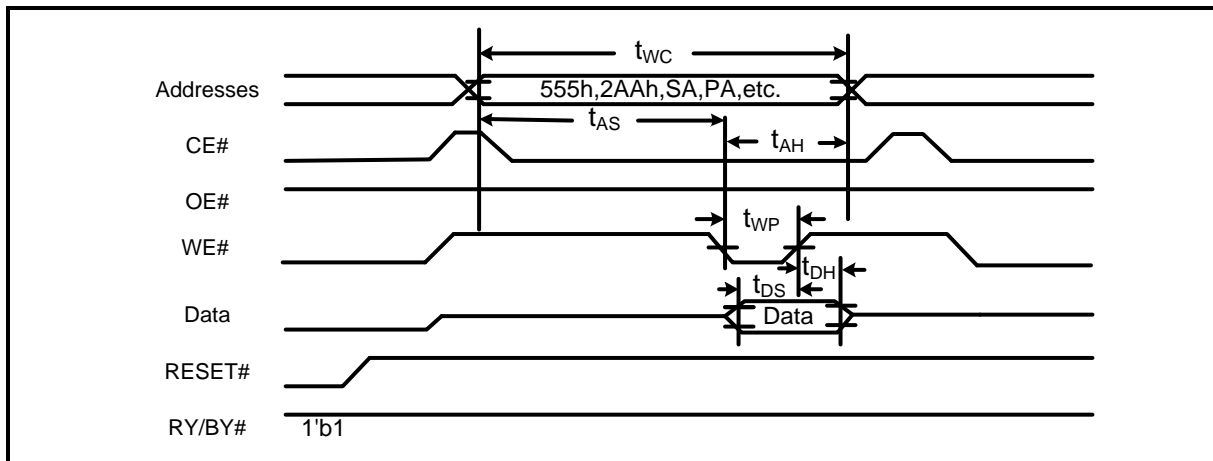 tWC
Addresses
555h,2AAh,SA,PA,etc.
tAS
CE#
tAH
OE#
tWP
WE#
tDH
tDS
Data
Data
RESET#
RY/BY#
1'b1